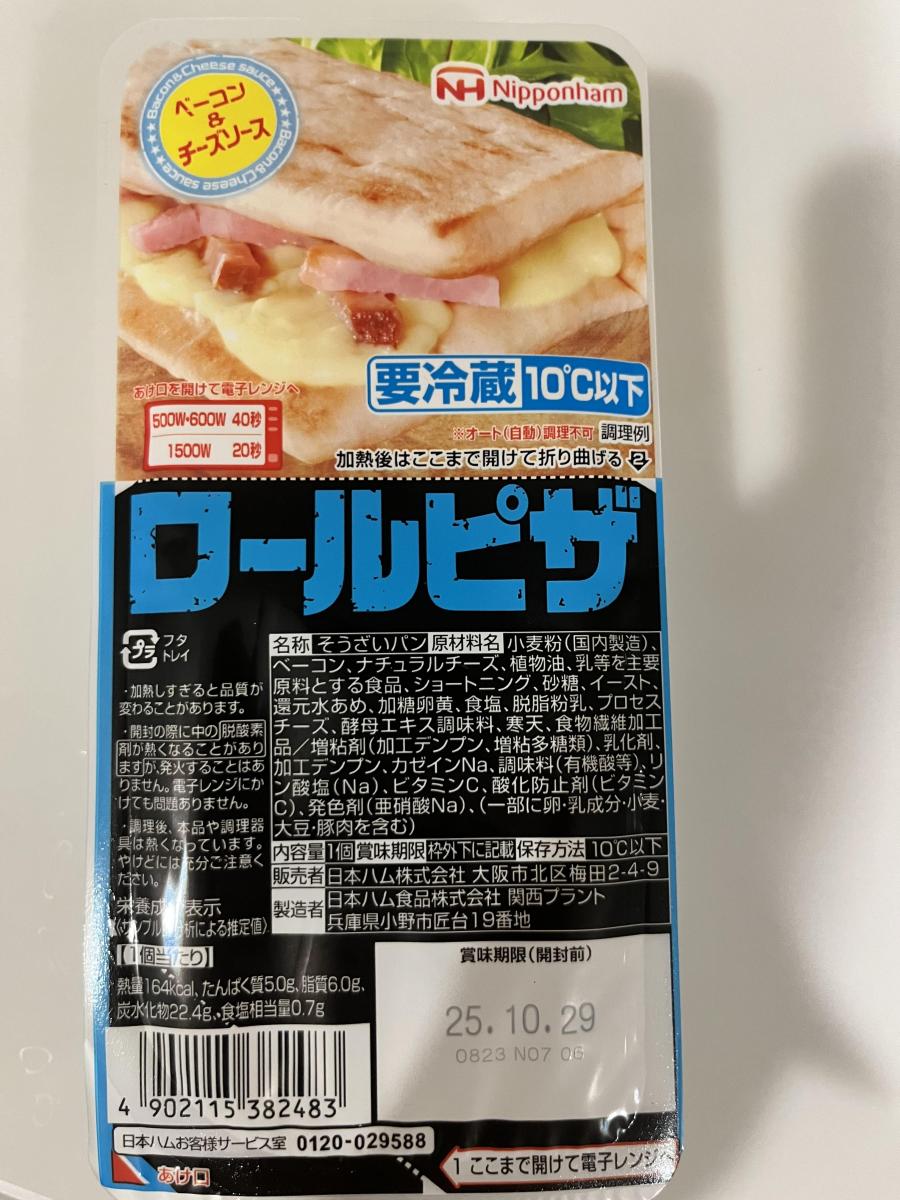 Bacon&Cheese sauce
ベーコン
&
チーズソース
Bacon&Cheese sauce
Bacon&Cheese sauce
NH Nipponham
要冷蔵 10℃以下
あけ口を開けて電子レンジへ
500W・600W 40秒
1500W 20秒
※オート(自動)調理不可 調理例
加熱後はここまで開けて折り曲げる 2
ロールピザ
プラ フタ
トレイ
・加熱しすぎると品質が
変わることがあります。
・開封の際に中の脱酸素
剤が熱くなることがあり
ますが、発火することはあ
りません。電子レンジにか
けても問題ありません。
・調理後、本品や調理器
具は熱くなっています。
やけどには充分ご注意く
ださい。
名称 そうざいパン 原材料名 小麦粉(国内製造)、
ベーコン、ナチュラルチーズ、植物油、乳等を主要
原料とする食品、ショートニング、砂糖、イースト、
還元水あめ、加糖卵黄、食塩、脱脂粉乳、プロセス
チーズ、酵母エキス調味料、寒天、食物繊維加工
品/増粘剤(加工デンプン、増粘多糖類)、乳化剤、
加工デンプン、カゼインNa、調味料(有機酸等)、リ
ン酸塩(Na)、ビタミンC、酸化防止剤(ビタミン
C)、発色剤(亜硝酸Na)、(一部に卵・乳成分・小麦・
大豆・豚肉を含む)
内容量 1個 賞味期限 枠外下に記載 保存方法 10℃以下
販売者 日本ハム株式会社 大阪市北区梅田2-4-9
製造者 日本ハム食品株式会社 関西プラント
兵庫県小野市匠台19番地
栄養成分表示
(サンプル品分析による推定値)
【1個当たり】
熱量164kcal、たんぱく質5.0g、脂質6.0g、
炭水化物22.4g、食塩相当量0.7g
賞味期限(開封前)
25.10.29
0823 N07 06
4 902115 382483
日本ハムお客様サービス室 0120-029588
あけ口
1 ここまで開けて電子レンジへ